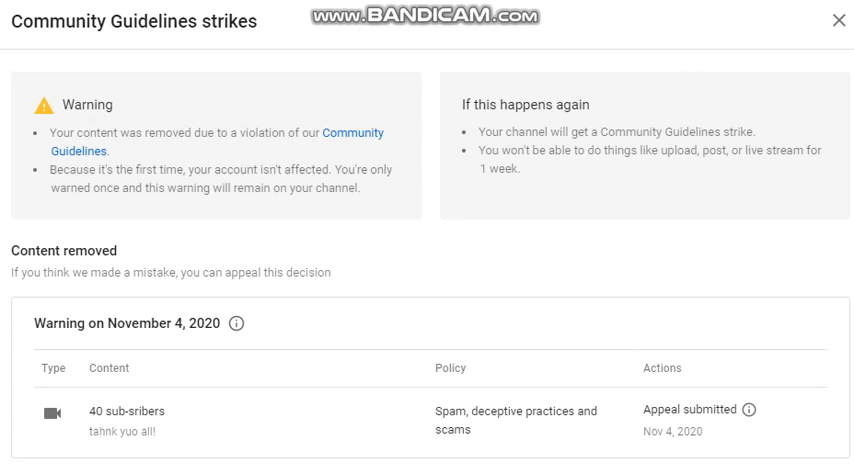 Community Guidelines strikes
www.BANDICAM.com
Warning
Your content was removed due to a violation of our Community
Guidelines.
Because it's the first time, your account isn't affected. You're only
warned once and this warning will remain on your channel.
If this happens again
Your channel will get a Community Guidelines strike.
You won't be able to do things like upload, post, or live stream for
1 week.
Content removed
If you think we made a mistake, you can appeal this decision
Warning on November 4, 2020
Type Content Policy Actions
40 sub-sribers
tahnk yuo all!
Spam, deceptive practices and
scams
Appeal submitted
Nov 4, 2020